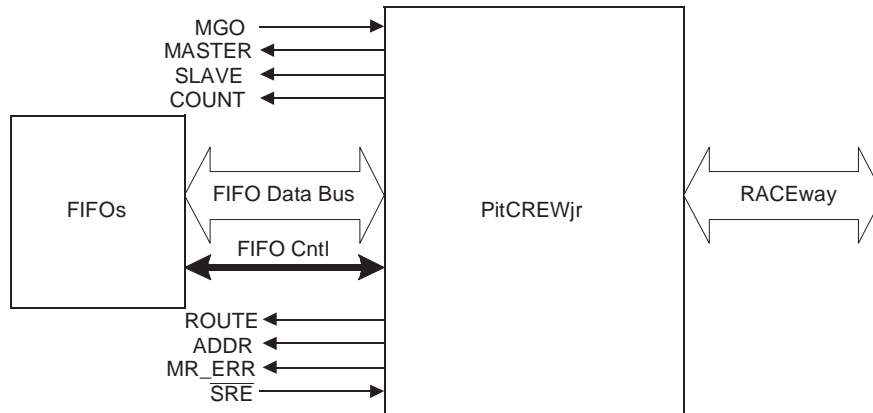 MGO
MASTER
SLAVE
COUNT
FIFOs
FIFO Data Bus
FIFO Cntl
PitCREWjr
RACEway
ROUTE
ADDR
MR_ERR
SRE